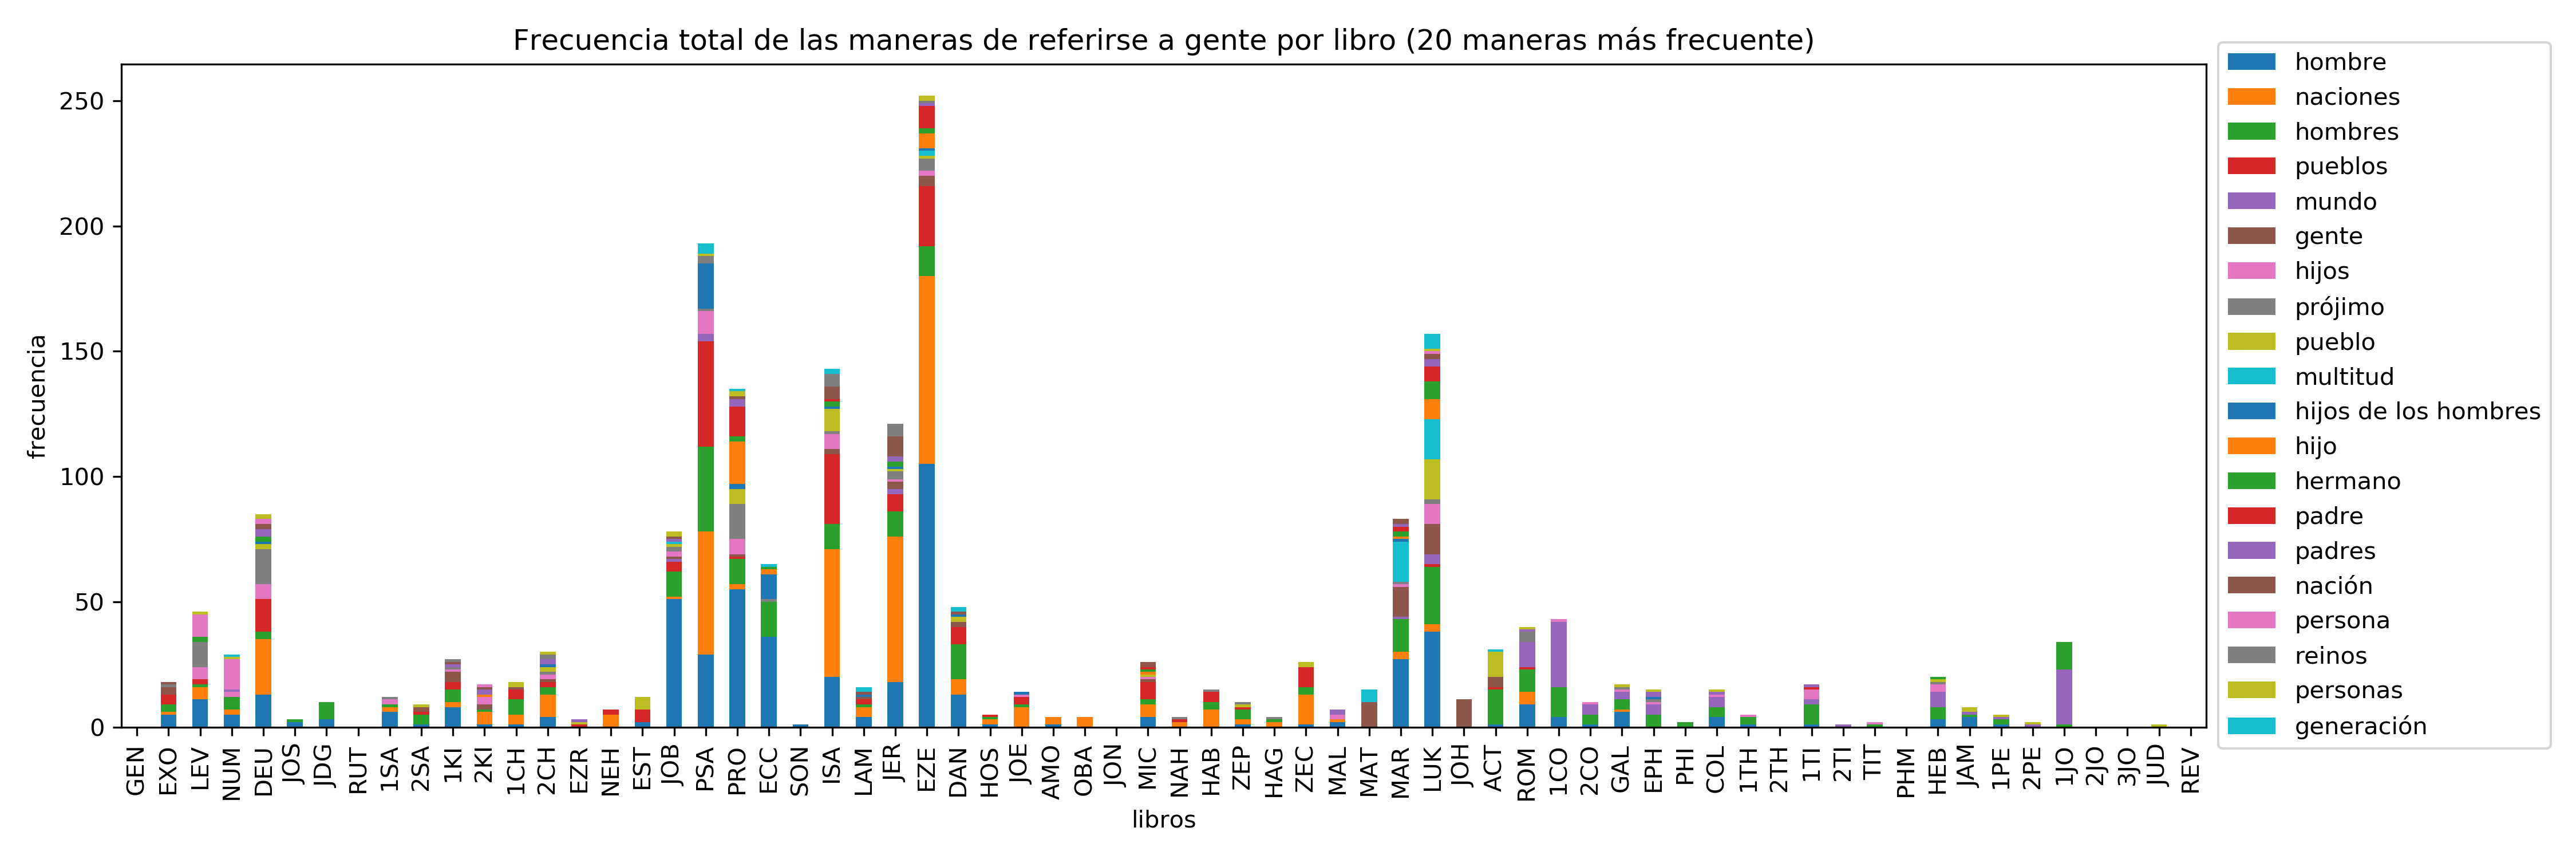 Frecuencia total de las maneras de referirse a gente por libro (20 maneras más frecuente)
frecuencia
250
200
150
100
50
0
GEN EXO LEV NUM DEU JOS JDG RUT 1SA 2SA 1KI 2KI 1CH 2CH EZR NEH EST JOB PSA PRO ECC SON ISA LAM JER EZE DAN HOS JOE AMO OBA JON MIC NAH HAB ZEP HAG ZEC MAL MAT MAR LUK JOH ACT ROM 1CO 2CO GAL EPH PHI COL 1TH 2TH 1TI 2TI TIT PHM HEB JAM 1PE 2PE 1JO 2JO 3JO JUD REV
libros
hombre
naciones
hombres
pueblos
mundo
gente
hijos
prójimo
pueblo
multitud
hijos de los hombres
hijo
hermano
padre
padres
nación
persona
reinos
personas
generación